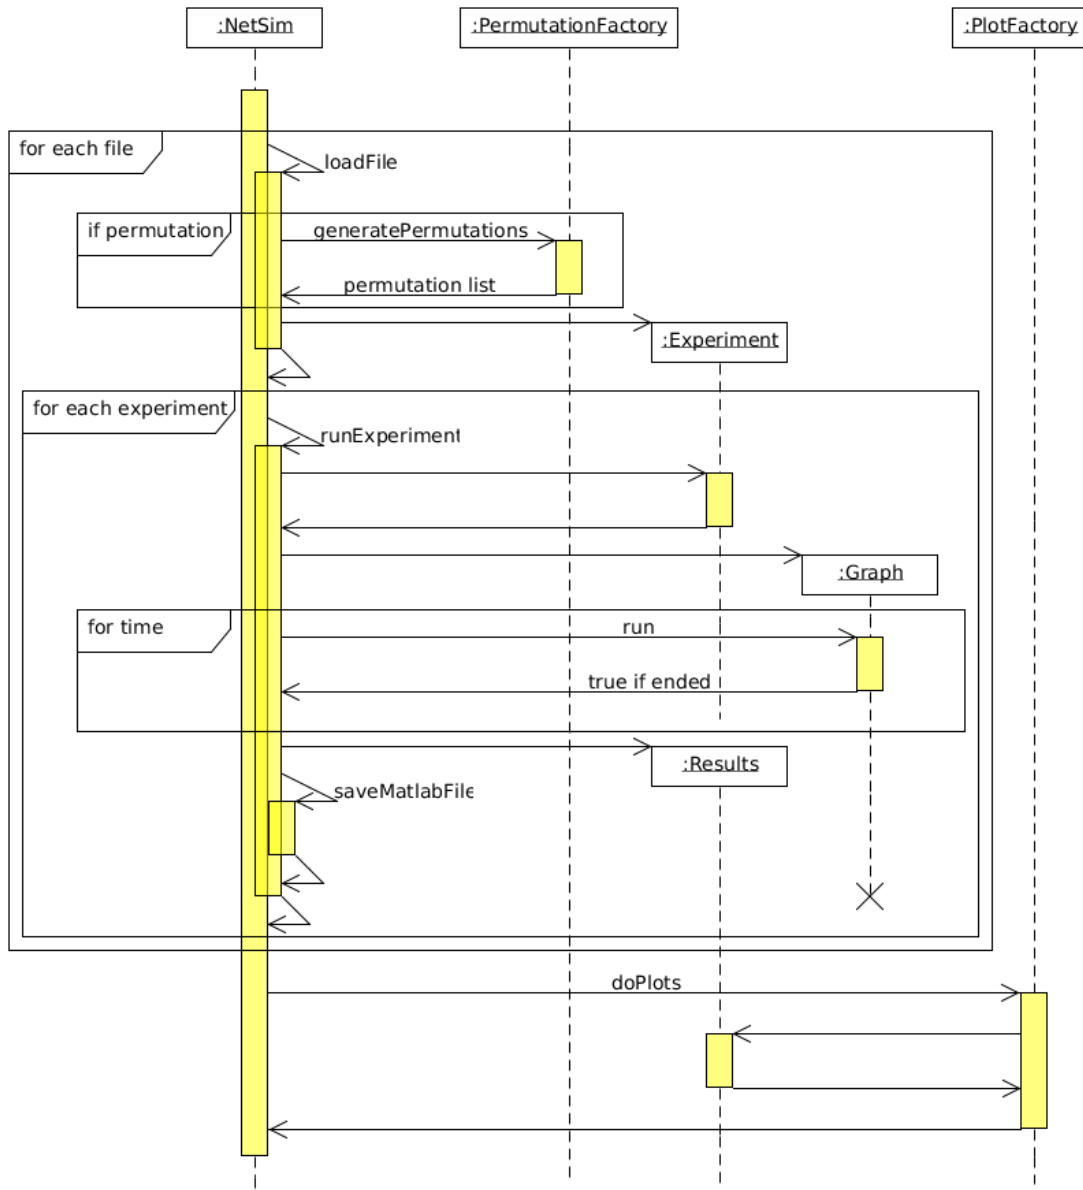 :NetSim
:PermutationFactory
:PlotFactory
for each file
loadFile
if permutation
generatePermutations
permutation list
:Experiment
for each experiment
runExperiment
:Graph
for time
run
true if ended
:Results
saveMatlabFile
doPlots